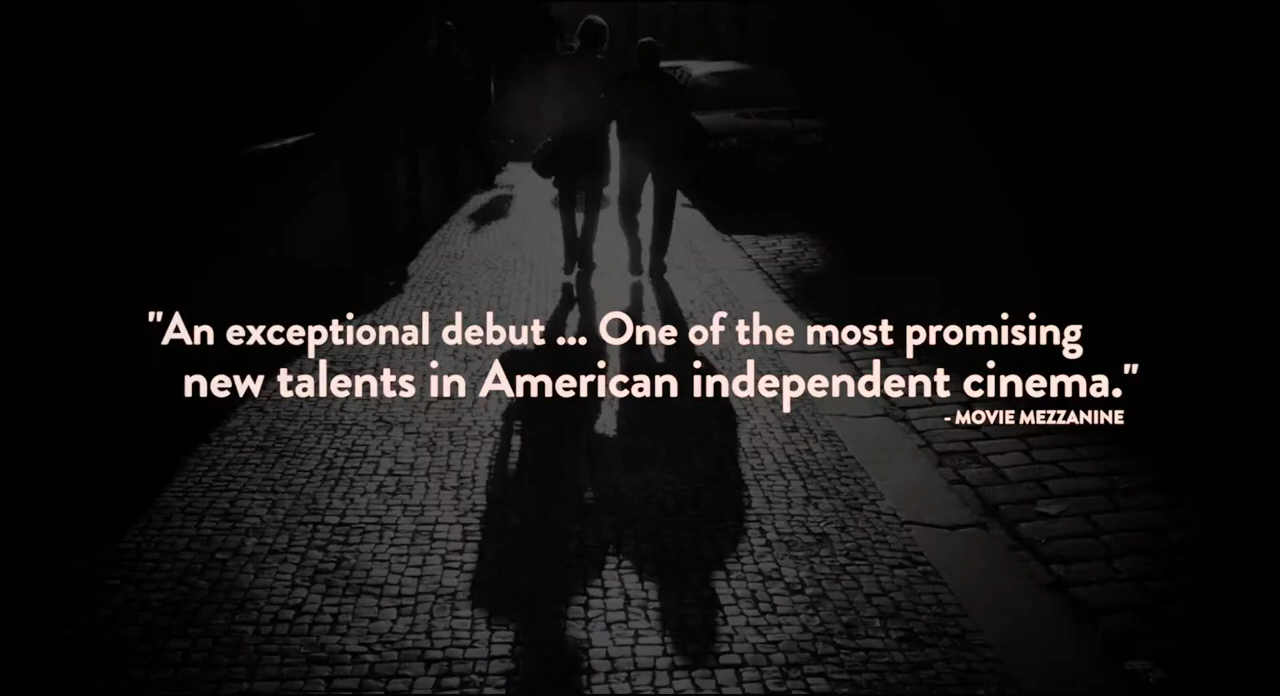 "An exceptional debut ... One of the most promising
new talents in American independent cinema."
- MOVIE MEZZANINE